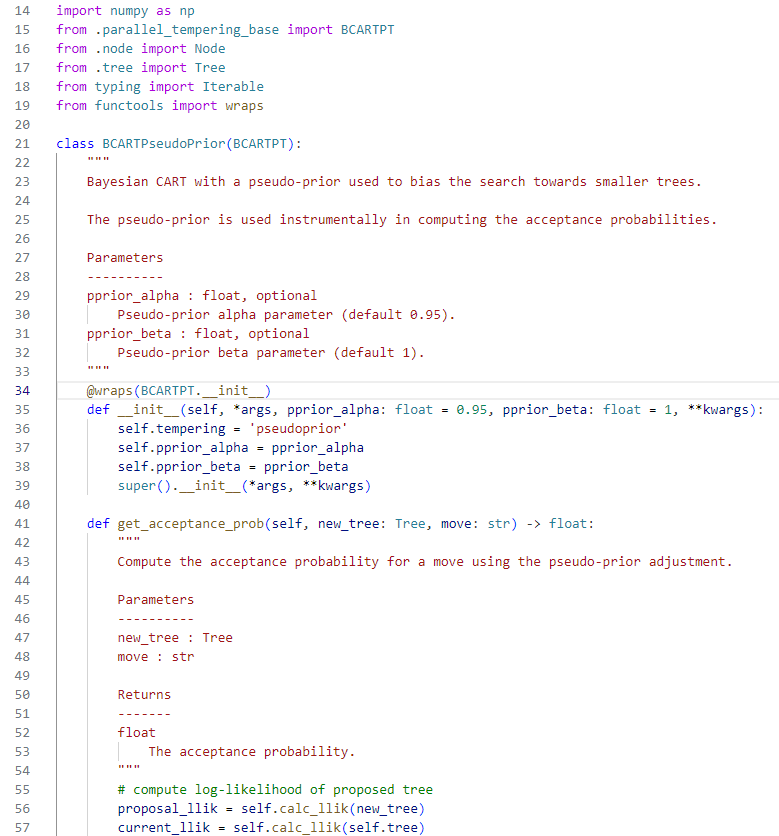 14 import numpy as np
15 from .parallel_tempering_base import BCARTPT
16 from .node import Node
17 from .tree import Tree
18 from typing import Iterable
19 from functools import wraps
20
21 class BCARTPseudoPrior(BCARTPT):
22     """
23     Bayesian CART with a pseudo-prior used to bias the search towards smaller trees.
24
25     The pseudo-prior is used instrumentally in computing the acceptance probabilities.
26
27     Parameters
28     ----------
29     pprior_alpha : float, optional
30         Pseudo-prior alpha parameter (default 0.95).
31     pprior_beta : float, optional
32         Pseudo-prior beta parameter (default 1).
33     """
34     @wraps(BCARTPT.__init__)
35     def __init__(self, *args, pprior_alpha: float = 0.95, pprior_beta: float = 1, **kwargs):
36         self.tempering = 'pseudoprior'
37         self.pprior_alpha = pprior_alpha
38         self.pprior_beta = pprior_beta
39         super().__init__(*args, **kwargs)
40
41     def get_acceptance_prob(self, new_tree: Tree, move: str) -> float:
42         """
43         Compute the acceptance probability for a move using the pseudo-prior adjustment.
44
45         Parameters
46         ----------
47         new_tree : Tree
48         move : str
49
50         Returns
51         -------
52         float
53             The acceptance probability.
54         """
55         # compute log-likelihood of proposed tree
56         proposal_llik = self.calc_llik(new_tree)
57         current_llik = self.calc_llik(self.tree)